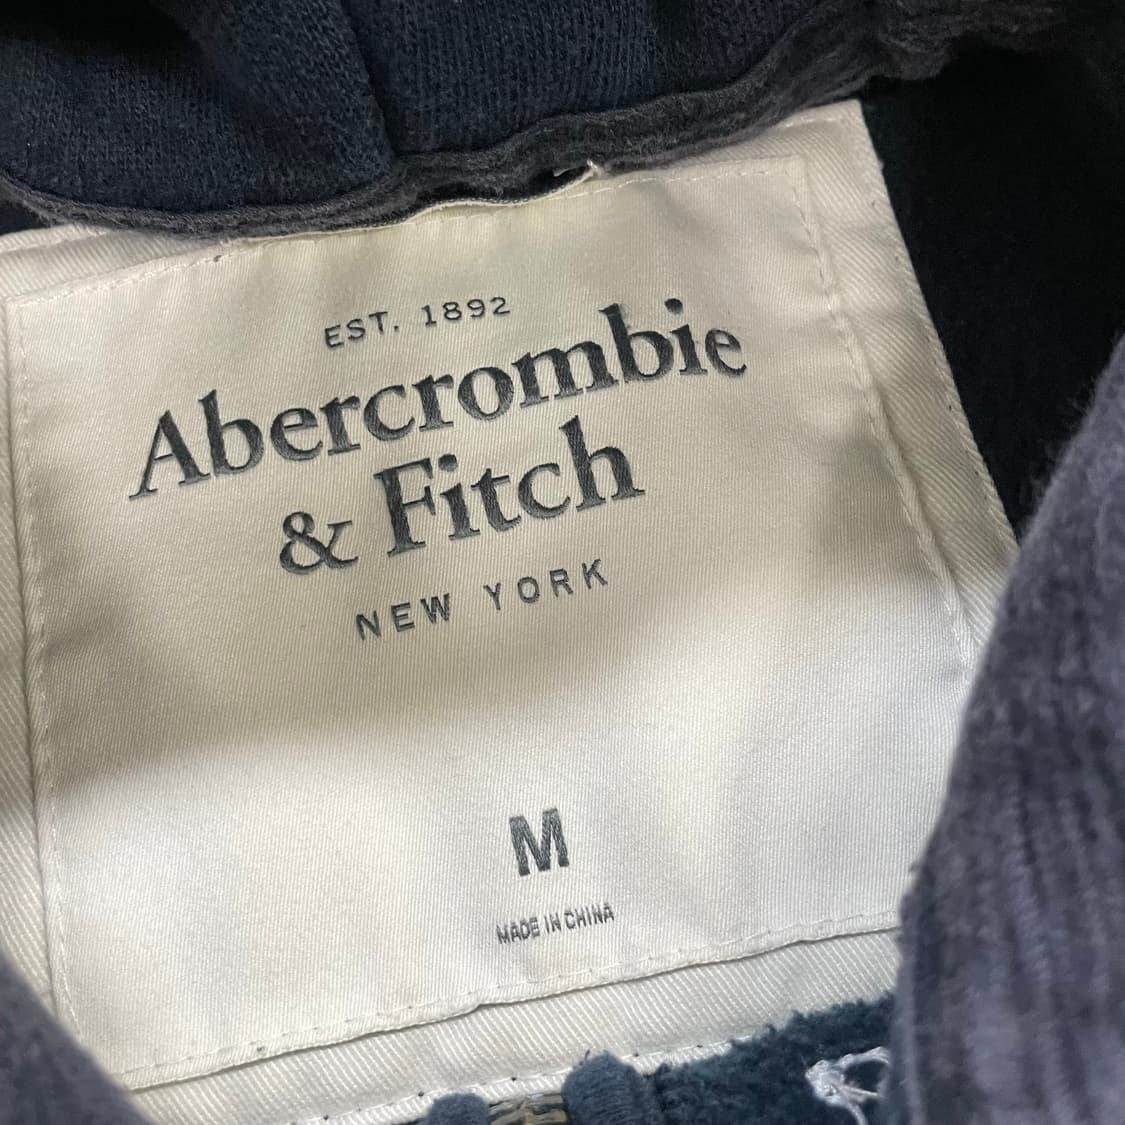 EST. 1892
Abercrombie
& Fitch
NEW YORK
M
MADE IN CHINA